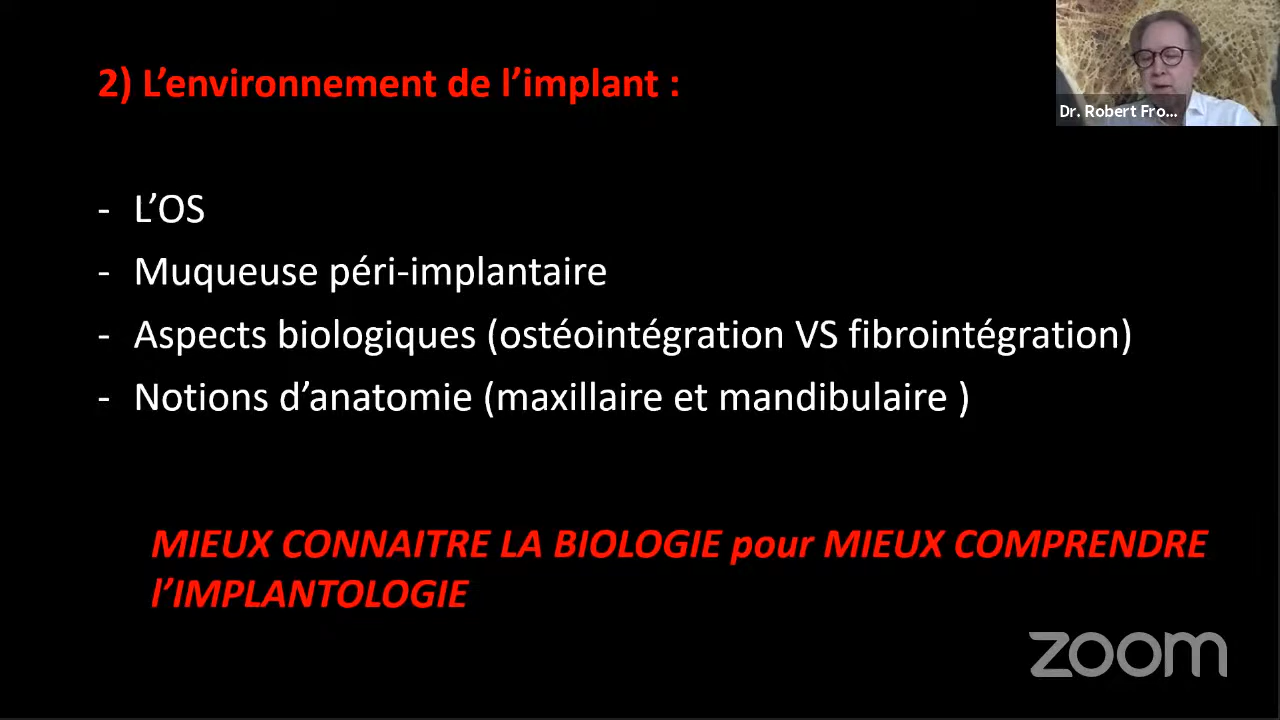 2) L’environnement de l’implant :
Dr. Robert Fro...
- L’OS
- Muqueuse péri-implantaire
- Aspects biologiques (ostéointégration VS fibrointégration)
- Notions d’anatomie (maxillaire et mandibulaire )
MIEUX CONNAITRE LA BIOLOGIE pour MIEUX COMPRENDRE
l’IMPLANTOLOGIE
zoom